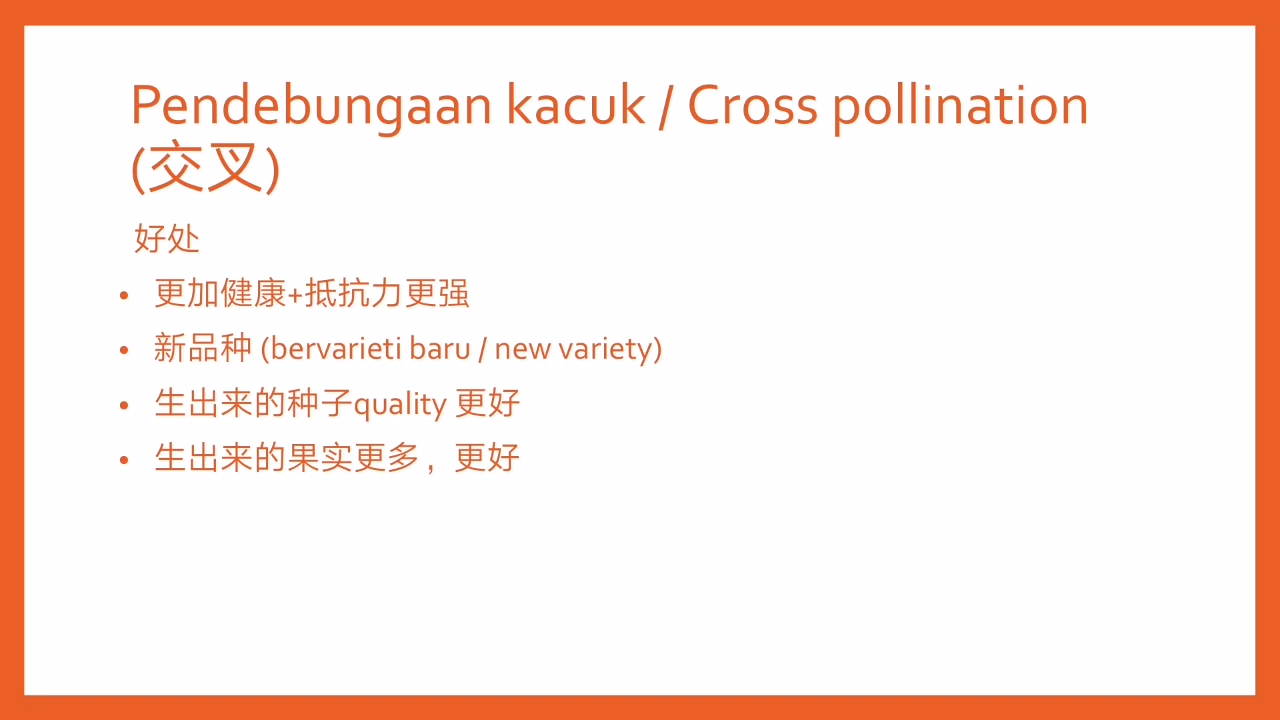 Pendebungaan kacuk / Cross pollination
(交叉)
好处
• 更加健康+抵抗力更强
• 新品种 (bervarieti baru / new variety)
• 生出来的种子quality 更好
• 生出来的果实更多，更好